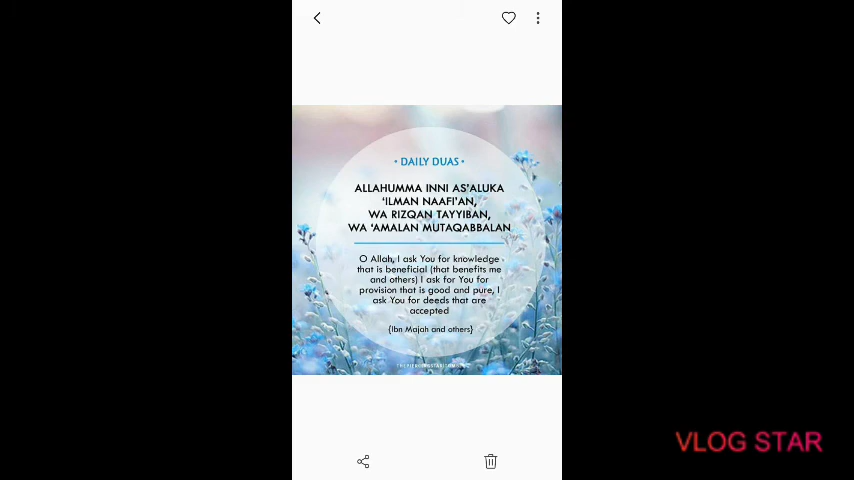 • DAILY DUAS •
ALLAHUMMA INNI AS'ALUKA
'ILMAN NAAFI'AN,
WA RIZQAN TAYYIBAN,
WA 'AMALAN MUTAQABBALAN
O Allah, I ask You for knowledge
that is beneficial (that benefits me
and others) I ask for You for
provision that is good and pure, I
ask You for deeds that are
accepted
{Ibn Majah and others}
VLOG STAR